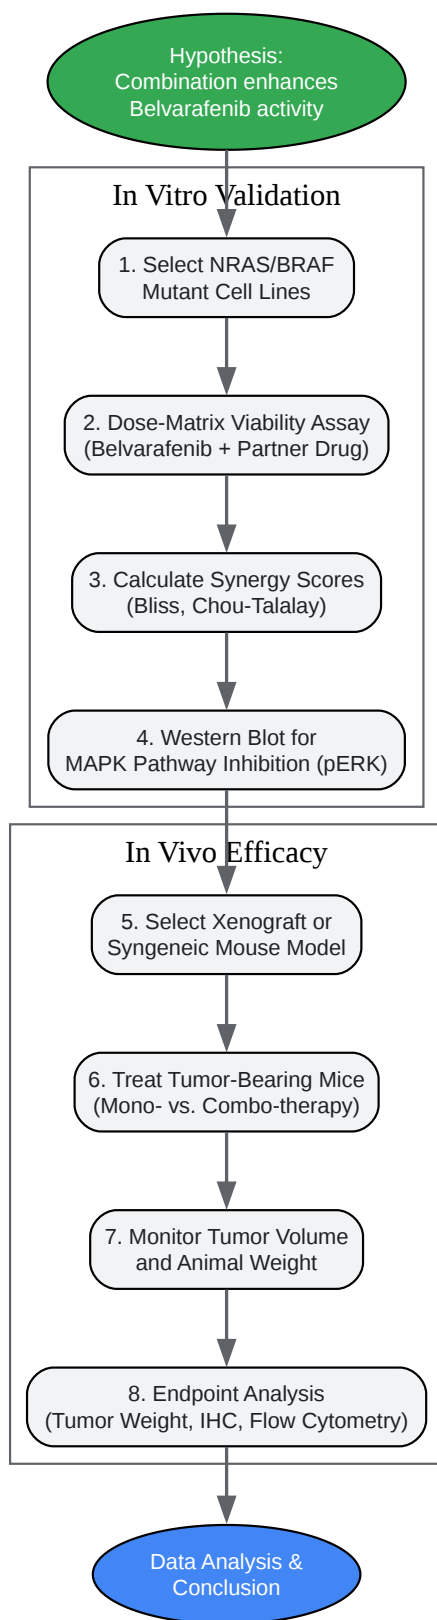 Hypothesis:
Combination enhances
Belvarafenib activity
In Vitro Validation
1. Select NRAS/BRAF
Mutant Cell Lines
2. Dose-Matrix Viability Assay
(Belvarafenib + Partner Drug)
3. Calculate Synergy Scores
(Bliss, Chou-Talalay)
4. Western Blot for
MAPK Pathway Inhibition (pERK)
In Vivo Efficacy
5. Select Xenograft or
Syngeneic Mouse Model
6. Treat Tumor-Bearing Mice
(Mono- vs. Combo-therapy)
7. Monitor Tumor Volume
and Animal Weight
8. Endpoint Analysis
(Tumor Weight, IHC, Flow Cytometry)
Data Analysis &
Conclusion